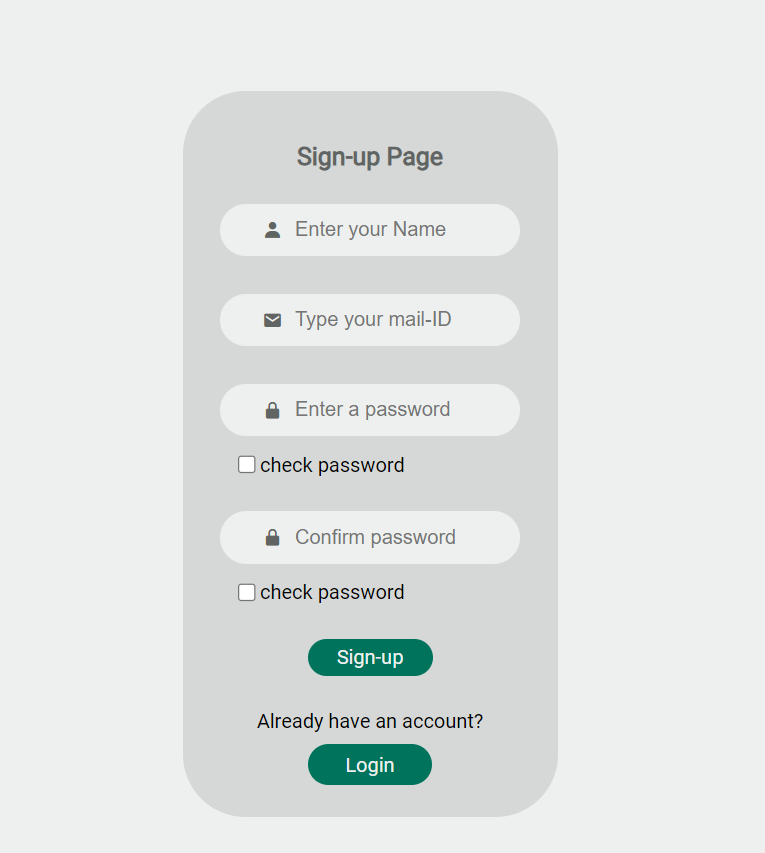 Sign-up Page
Enter your Name
Type your mail-ID
Enter a password
check password
Confirm password
check password
Sign-up
Already have an account?
Login